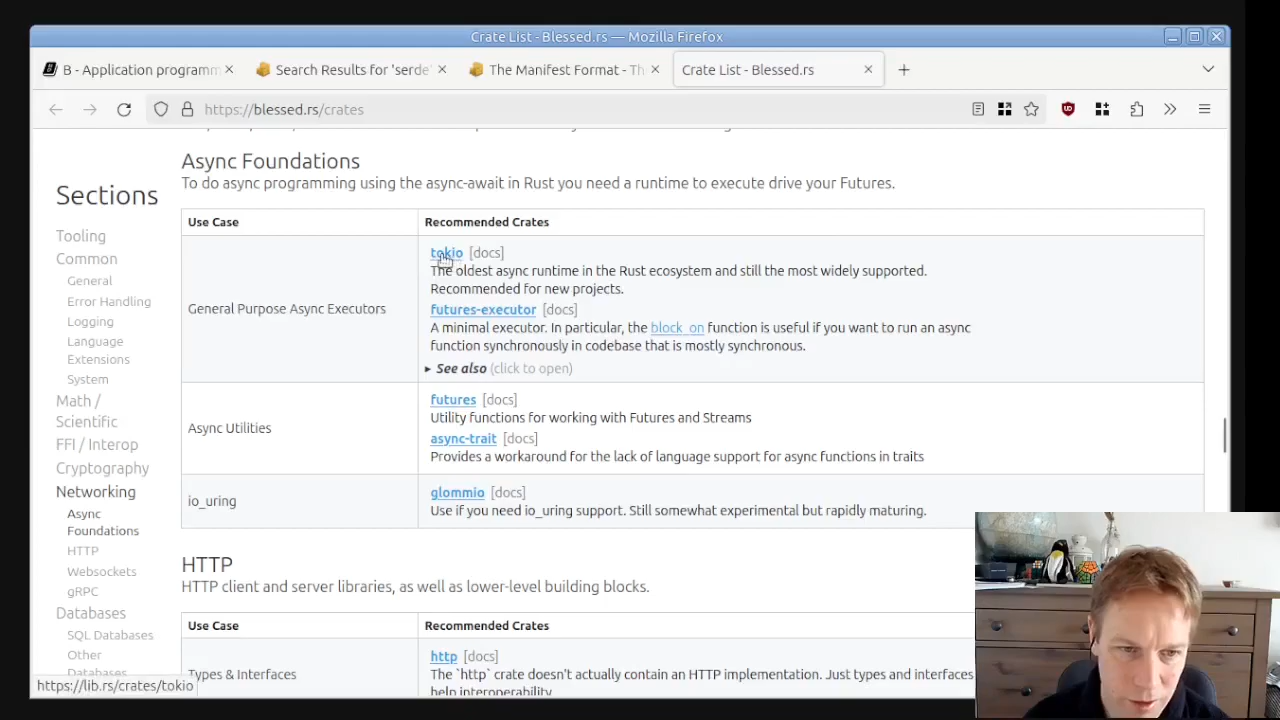 Crate List - Blessed.rs — Mozilla Firefox
B - Application programm
Search Results for 'serde'
The Manifest Format - Th
Crate List - Blessed.rs
https://blessed.rs/crates
Async Foundations
To do async programming using the async-await in Rust you need a runtime to execute drive your Futures.
Sections
Tooling
Common
General
Error Handling
Logging
Language
Extensions
System
Math /
Scientific
FFI / Interop
Cryptography
Networking
Async
Foundations
HTTP
Websockets
gRPC
Databases
SQL Databases
Other
Databases
Use Case
Recommended Crates
General Purpose Async Executors
tokio [docs]
The oldest async runtime in the Rust ecosystem and still the most widely supported.
Recommended for new projects.
futures-executor [docs]
A minimal executor. In particular, the block_on function is useful if you want to run an async
function synchronously in codebase that is mostly synchronous.
▸ See also (click to open)
Async Utilities
futures [docs]
Utility functions for working with Futures and Streams
async-trait [docs]
Provides a workaround for the lack of language support for async functions in traits
io_uring
glommio [docs]
Use if you need io_uring support. Still somewhat experimental but rapidly maturing.
HTTP
HTTP client and server libraries, as well as lower-level building blocks.
Use Case
Recommended Crates
Types & Interfaces
http [docs]
The `http` crate doesn't actually contain an HTTP implementation. Just types and interfaces
help interoperability.
https://lib.rs/crates/tokio